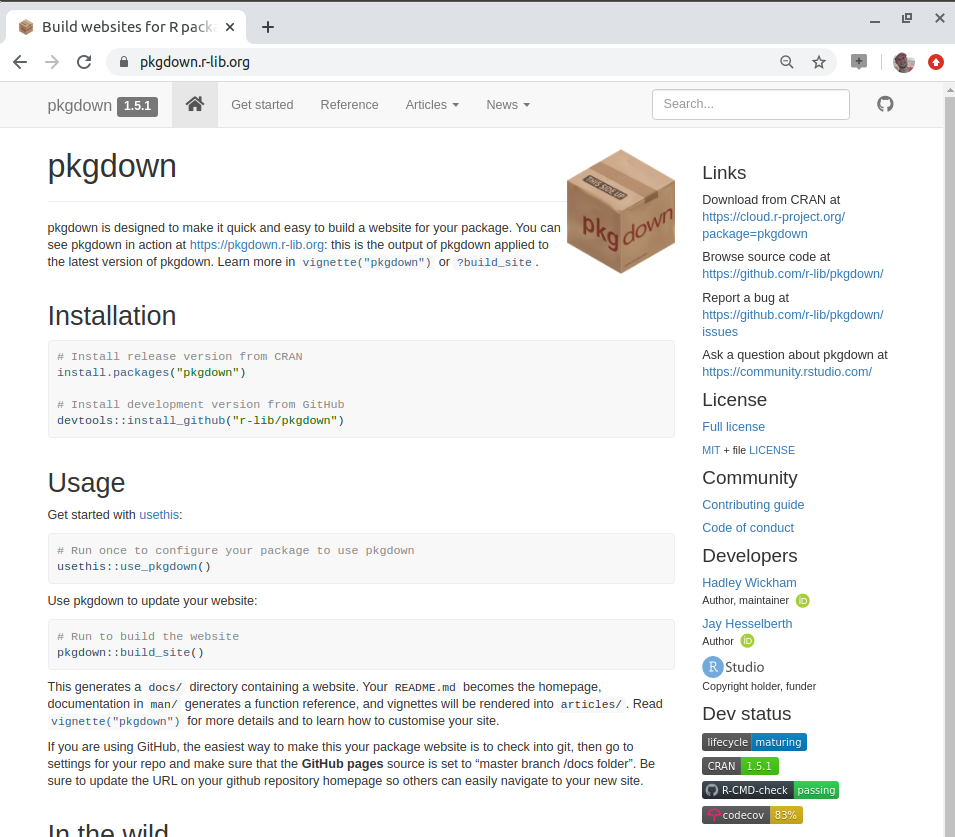 Build websites for R packa
pkgdown.r-lib.org
pkgdown 1.5.1 Get started Reference Articles News Search...
pkgdown
THIS SIDE UP
pkgdown
pkgdown is designed to make it quick and easy to build a website for your package. You can
see pkgdown in action at https://pkgdown.r-lib.org: this is the output of pkgdown applied to
the latest version of pkgdown. Learn more in vignette("pkgdown") or ?build_site.
Installation
# Install release version from CRAN
install.packages("pkgdown")
# Install development version from GitHub
devtools::install_github("r-lib/pkgdown")
Usage
Get started with usethis:
# Run once to configure your package to use pkgdown
usethis::use_pkgdown()
Use pkgdown to update your website:
# Run to build the website
pkgdown::build_site()
This generates a docs/ directory containing a website. Your README.md becomes the homepage,
documentation in man/ generates a function reference, and vignettes will be rendered into articles/. Read
vignette("pkgdown") for more details and to learn how to customise your site.
If you are using GitHub, the easiest way to make this your package website is to check into git, then go to
settings for your repo and make sure that the GitHub pages source is set to “master branch /docs folder”. Be
sure to update the URL on your github repository homepage so others can easily navigate to your new site.
In the wild
Links
Download from CRAN at
https://cloud.r-project.org/
package=pkgdown
Browse source code at
https://github.com/r-lib/pkgdown/
Report a bug at
https://github.com/r-lib/pkgdown/
issues
Ask a question about pkgdown at
https://community.rstudio.com/
License
Full license
MIT + file LICENSE
Community
Contributing guide
Code of conduct
Developers
Hadley Wickham
Author, maintainer iD
Jay Hesselberth
Author iD
R Studio
Copyright holder, funder
Dev status
lifecycle maturing
CRAN 1.5.1
R-CMD-check passing
codecov 83%